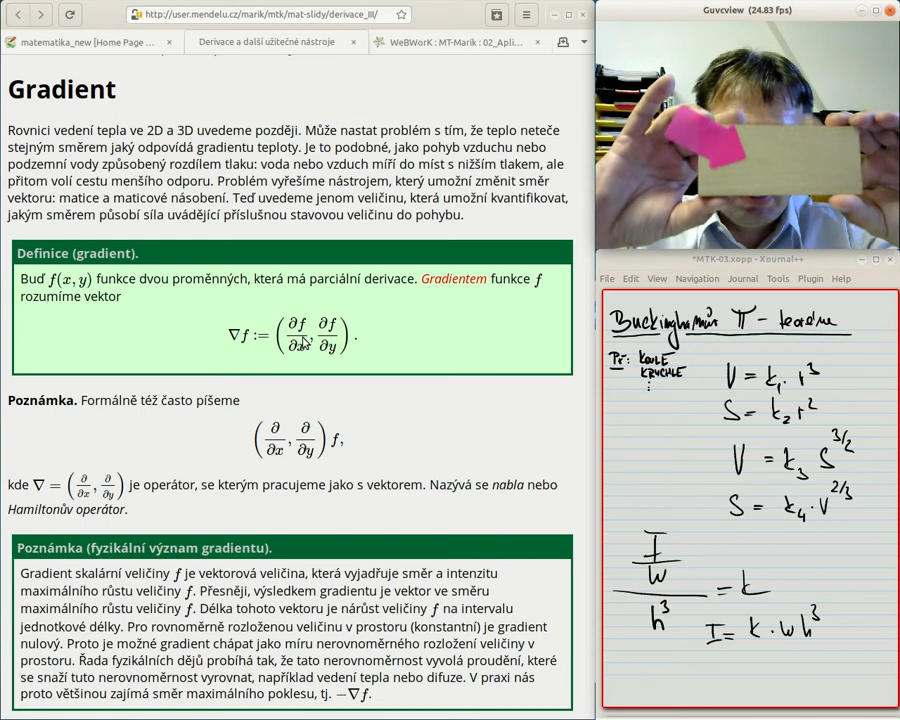 http://user.mendelu.cz/marik/mtk/mat-slidy/derivace_III/
matematika_new [Home Page ...
Derivace a další užitečné nástroje
WeBWorK : MT-Marik : 02_Apli...
Gradient
Rovnici vedení tepla ve 2D a 3D uvedeme později. Může nastat problém s tím, že teplo neteče
stejným směrem jaký odpovídá gradientu teploty. Je to podobné, jako pohyb vzduchu nebo
podzemní vody způsobený rozdílem tlaku: voda nebo vzduch míří do míst s nižším tlakem, ale
přitom volí cestu menšího odporu. Problém vyřešíme nástrojem, který umožní změnit směr
vektoru: matice a maticové násobení. Teď uvedeme jenom veličinu, která umožní kvantifikovat,
jakým směrem působí síla uvádějící příslušnou stavovou veličinu do pohybu.
Definice (gradient).
Buď f(x, y) funkce dvou proměnných, která má parciální derivace. Gradientem funkce f
rozumíme vektor
∇f := (∂f/∂x, ∂f/∂y).
Poznámka. Formálně též často píšeme
(∂/∂x, ∂/∂y) f,
kde ∇ = (∂/∂x, ∂/∂y) je operátor, se kterým pracujeme jako s vektorem. Nazývá se nabla nebo
Hamiltonův operátor.
Poznámka (fyzikální význam gradientu).
Gradient skalární veličiny f je vektorová veličina, která vyjadřuje směr a intenzitu
maximálního růstu veličiny f. Přesněji, výsledkem gradientu je vektor ve směru
maximálního růstu veličiny f. Délka tohoto vektoru je nárůst veličiny f na intervalu
jednotkové délky. Pro rovnoměrně rozloženou veličinu v prostoru (konstantní) je gradient
nulový. Proto je možné gradient chápat jako míru nerovnoměrného rozložení veličiny v
prostoru. Řada fyzikálních dějů probíhá tak, že tato nerovnoměrnost vyvolá proudění, které
se snaží tuto nerovnoměrnost vyrovnat, například vedení tepla nebo difuze. V praxi nás
proto většinou zajímá směr maximálního poklesu, tj. −∇f.
Guvcview (24.83 fps)
*MTK-03.xopp - Xournal++
File Edit View Navigation Journal Tools Plugin Help
Buckinghamův π - teorém
Př: KOULE
KRYCHLE
⋮
V = k₁·r³
S = k₂ r²
V = k₃ S^3/2
S = k₄·V^2/3
I/w / h³ = k
I = k·wh³